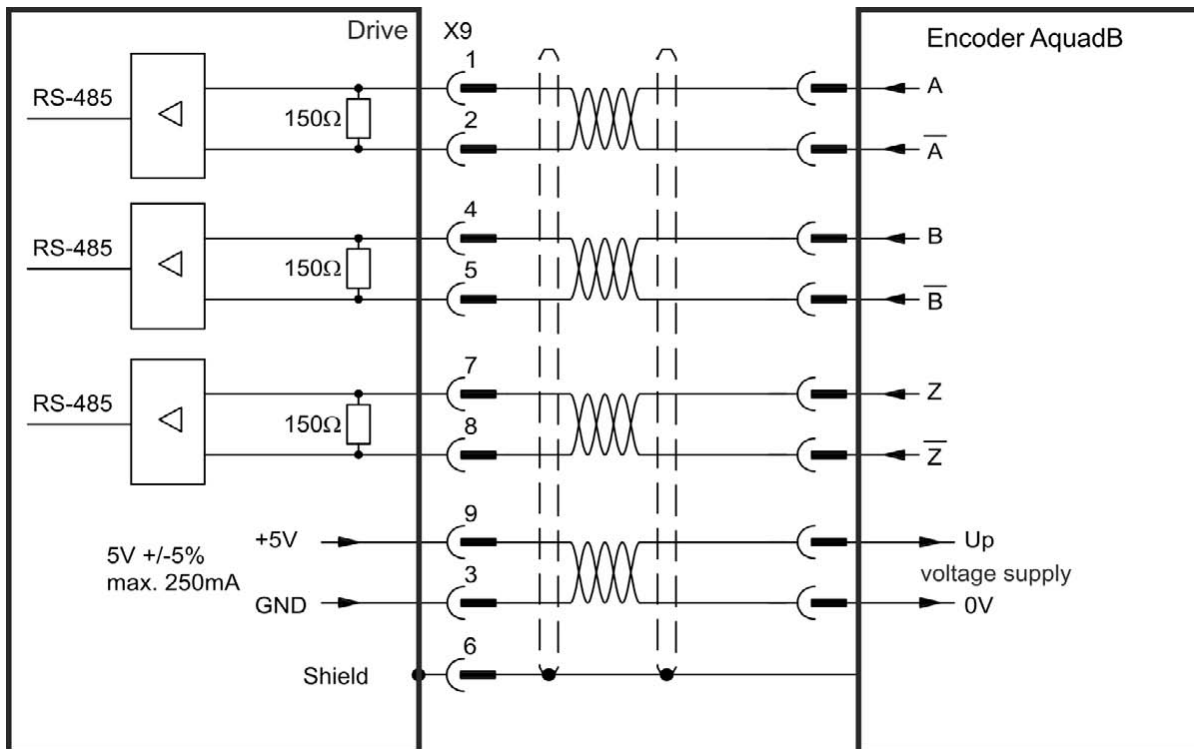 Drive
X9
Encoder AquadB
1
RS-485
150Ω
2
A
A̅
4
RS-485
150Ω
5
B
B̅
7
RS-485
150Ω
8
Z
Z̅
9
+5V
5V +/-5%
max. 250mA
Up
voltage supply
3
GND
0V
6
Shield